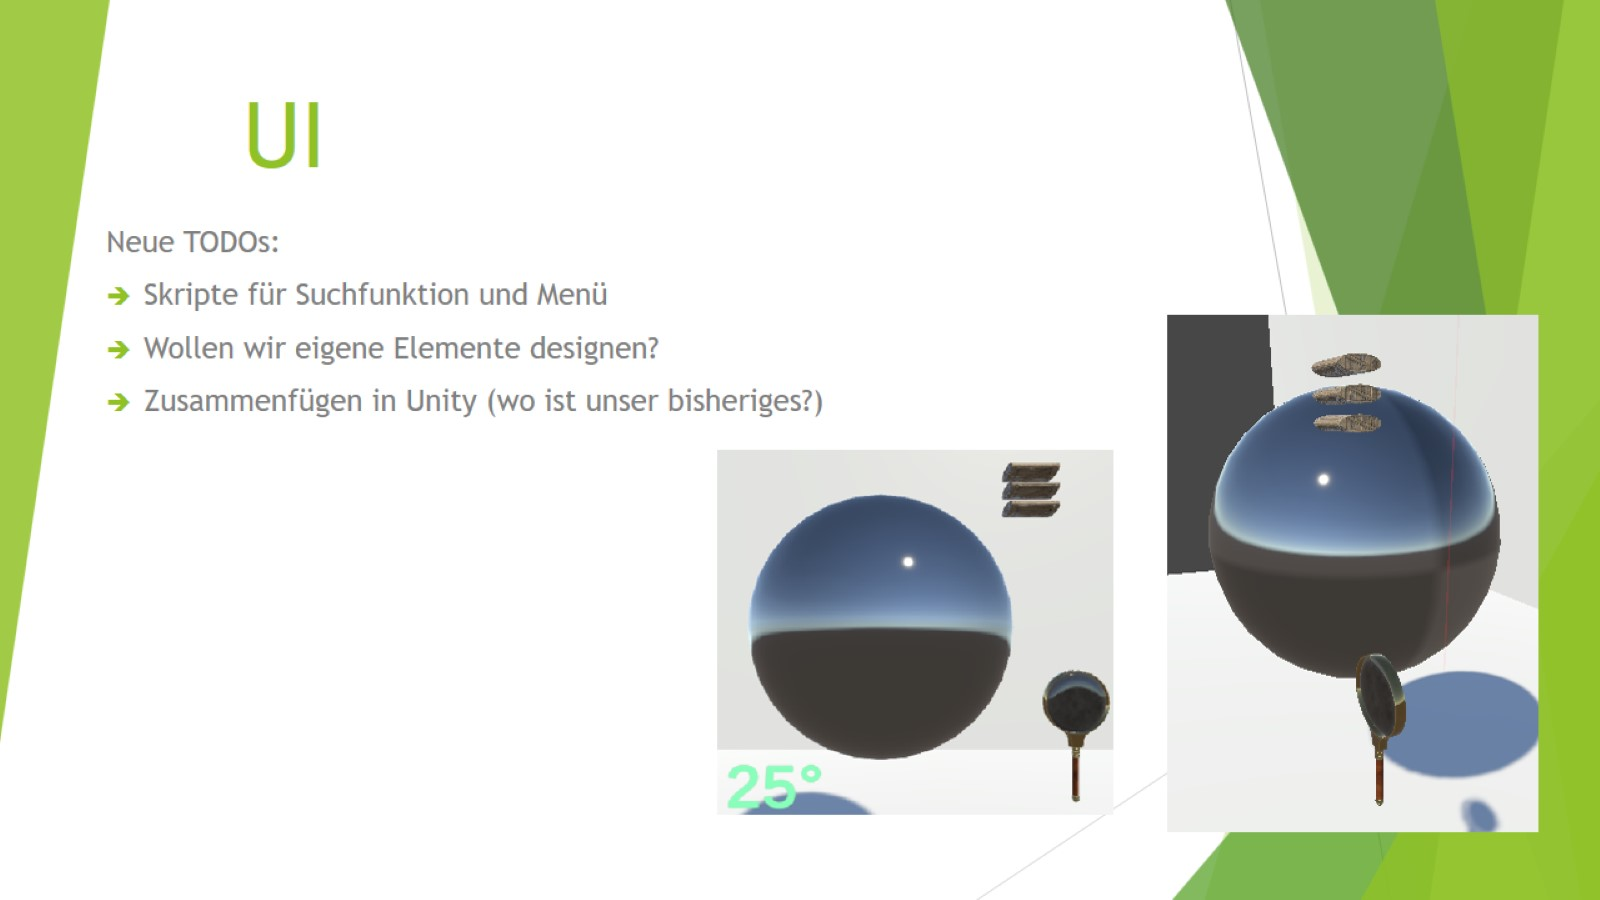 UI
Neue TODOs:
➔ Skripte für Suchfunktion und Menü
➔ Wollen wir eigene Elemente designen?
➔ Zusammenfügen in Unity (wo ist unser bisheriges?)
25°